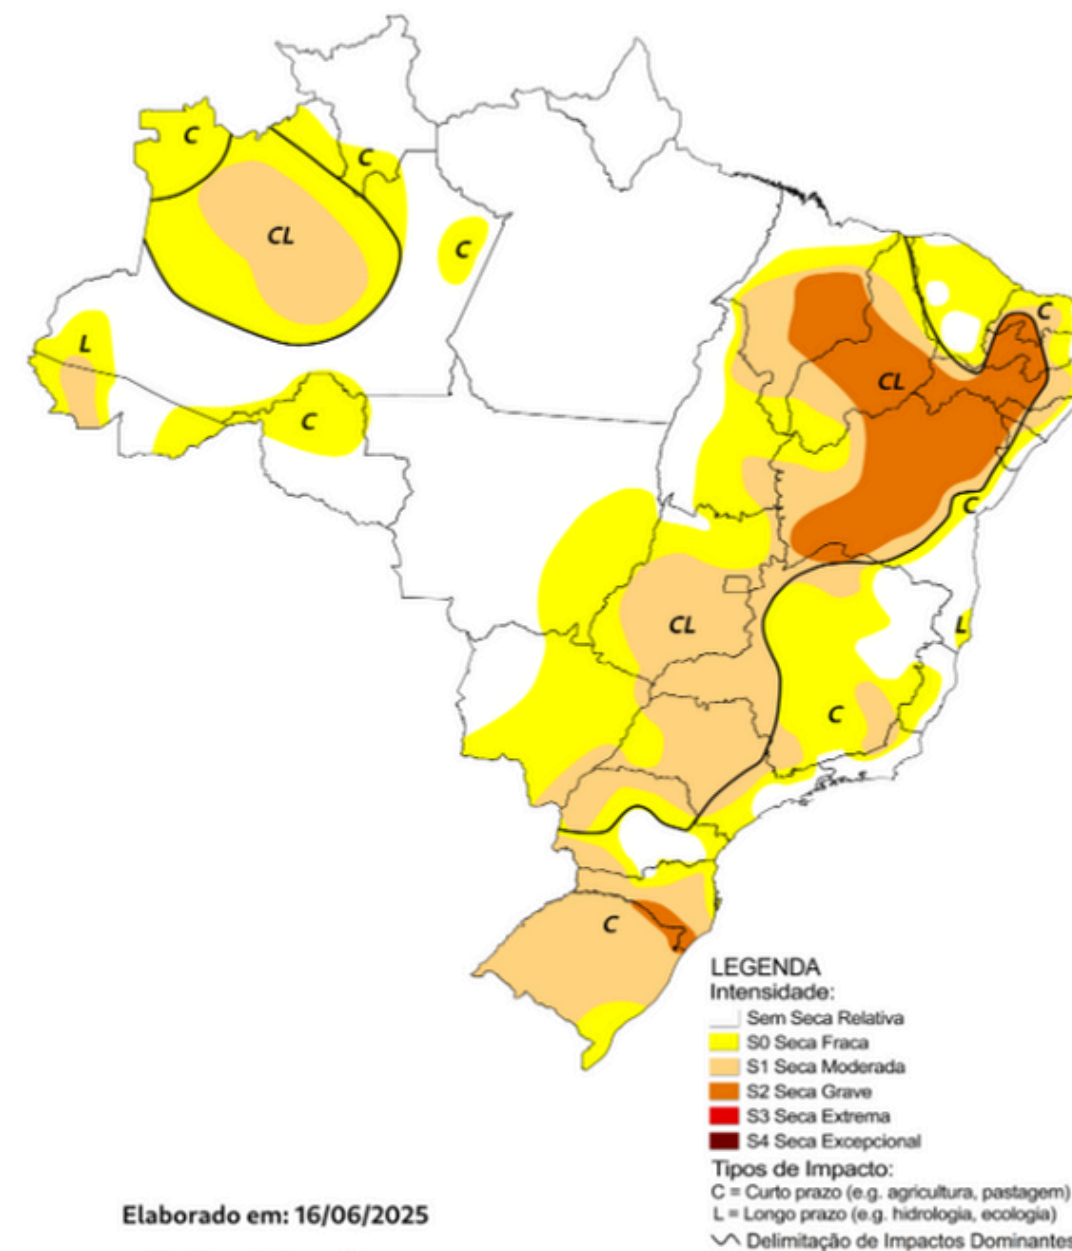 C
C
CL
C
C
L
CL
C
C
CL
L
C
C
LEGENDA
Intensidade:
Sem Seca Relativa
S0 Seca Fraca
S1 Seca Moderada
S2 Seca Grave
S3 Seca Extrema
S4 Seca Excepcional
Tipos de Impacto:
C = Curto prazo (e.g. agricultura, pastagem)
L = Longo prazo (e.g. hidrologia, ecologia)
Delimitação de Impactos Dominantes
Elaborado em: 16/06/2025